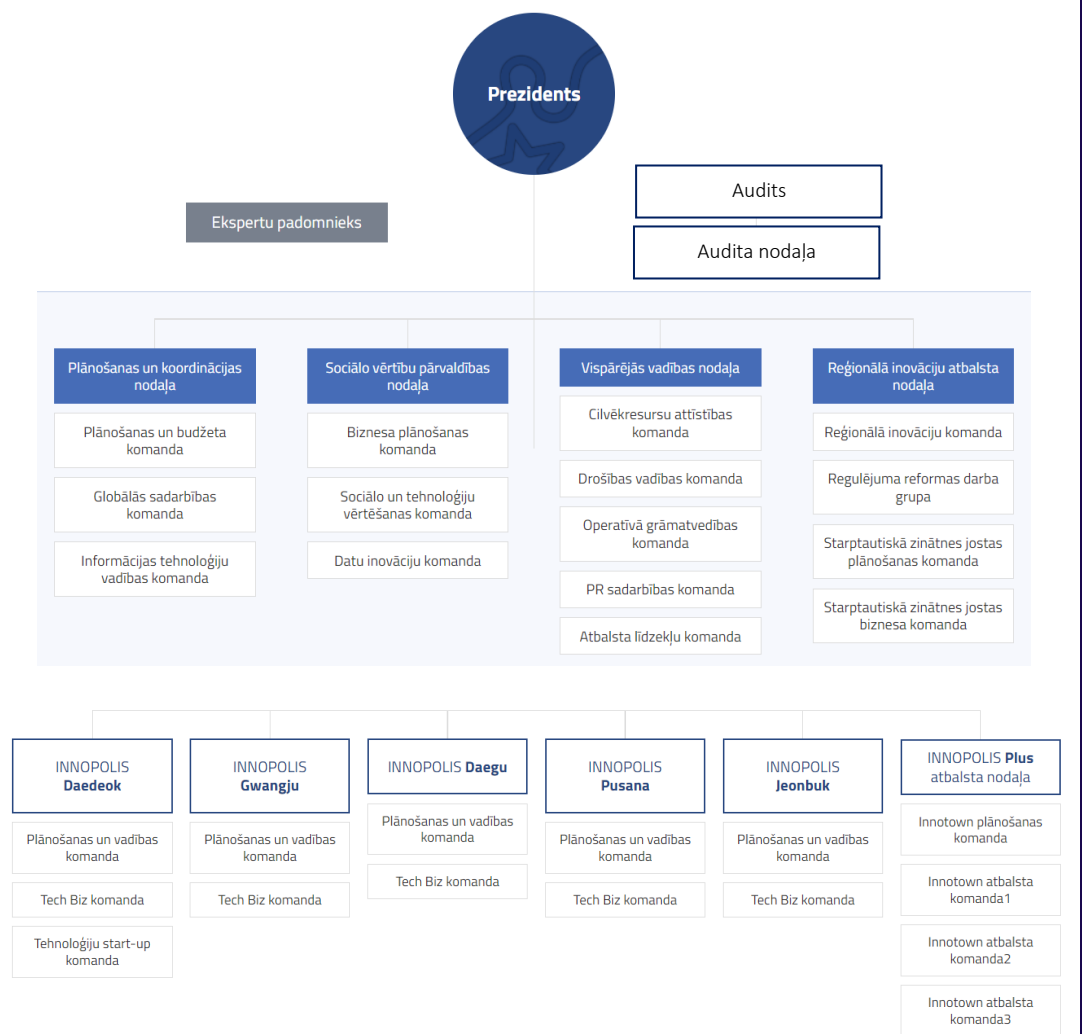 Prezidents
Audits
Ekspertu padomnieks
Audita nodaļa
Plānošanas un koordinācijas
nodaļa
Plānošanas un budžeta
komanda
Globālās sadarbības
komanda
Informācijas tehnoloģiju
vadības komanda
Sociālo vērtību pārvaldības
nodaļa
Biznesa plānošanas
komanda
Sociālo un tehnoloģiju
vērtēšanas komanda
Datu inovāciju komanda
Vispārējās vadības nodaļa
Cilvēkresursu attīstības
komanda
Drošības vadības komanda
Operatīvā grāmatvedības
komanda
PR sadarbības komanda
Atbalsta līdzekļu komanda
Reģionālā inovāciju atbalsta
nodaļa
Reģionālā inovāciju komanda
Regulējuma reformas darba
grupa
Starptautiskā zinātnes jostas
plānošanas komanda
Starptautiskā zinātnes jostas
biznesa komanda
INNOPOLIS
Daedeok
Plānošanas un vadības
komanda
Tech Biz komanda
Tehnoloģiju start-up
komanda
INNOPOLIS
Gwangju
Plānošanas un vadības
komanda
Tech Biz komanda
INNOPOLIS Daegu
Plānošanas un vadības
komanda
Tech Biz komanda
INNOPOLIS
Pusana
Plānošanas un vadības
komanda
Tech Biz komanda
INNOPOLIS
Jeonbuk
Plānošanas un vadības
komanda
Tech Biz komanda
INNOPOLIS Plus
atbalsta nodaļa
Innotown plānošanas
komanda
Innotown atbalsta
komanda1
Innotown atbalsta
komanda2
Innotown atbalsta
komanda3